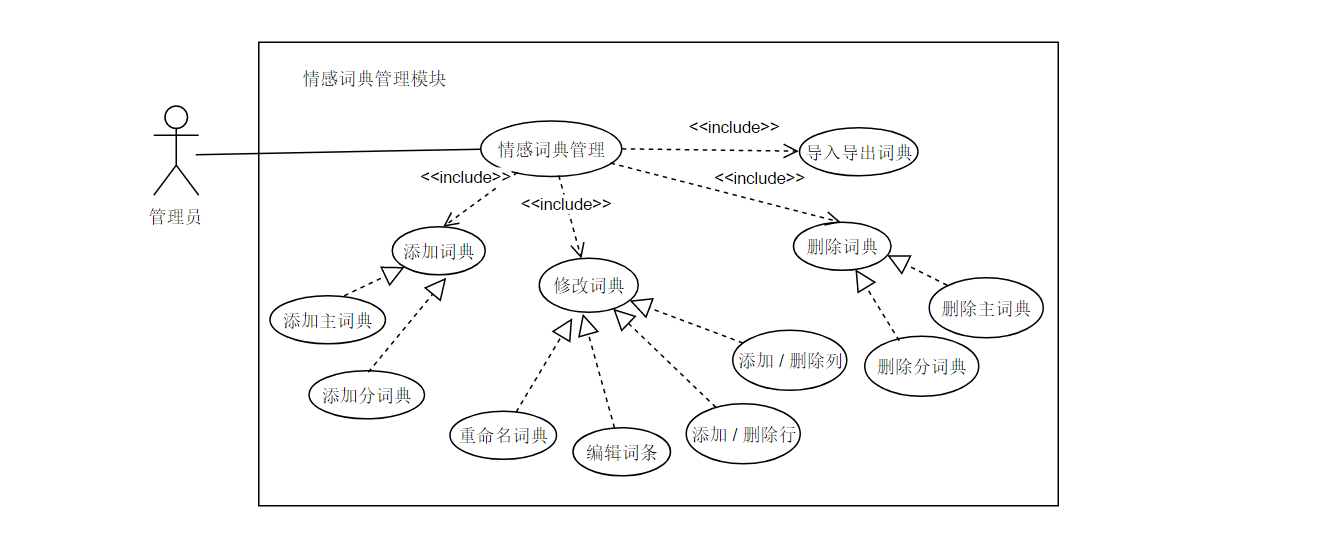 情感词典管理模块
<<include>>
情感词典管理
导入导出词典
<<include>>
<<include>>
<<include>>
管理员
添加词典
删除词典
修改词典
删除主词典
添加主词典
添加 / 删除列
删除分词典
添加分词典
重命名词典
添加 / 删除行
编辑词条